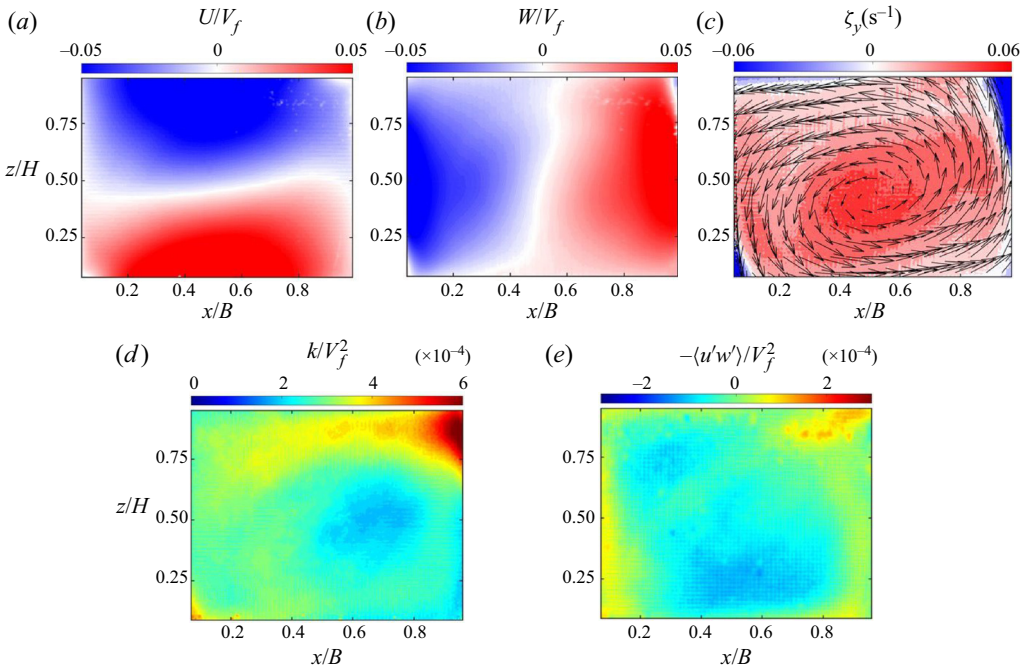 (a) U/V_f (b) W/V_f (c) ζ_y(s⁻¹)
−0.05 0 0.05 −0.05 0 0.05 −0.06 0 0.06
0.75 0.75 0.75
z/H 0.50 0.50 0.50
0.25 0.25 0.25
0.2 0.4 0.6 0.8 0.2 0.4 0.6 0.8 0.2 0.4 0.6 0.8
x/B x/B x/B
(d) k/V_f² (×10⁻⁴) (e) −⟨u′w′⟩/V_f² (×10⁻⁴)
0 2 4 6 −2 0 2
0.75 0.75
z/H 0.50 0.50
0.25 0.25
0.2 0.4 0.6 0.8 0.2 0.4 0.6 0.8
x/B x/B